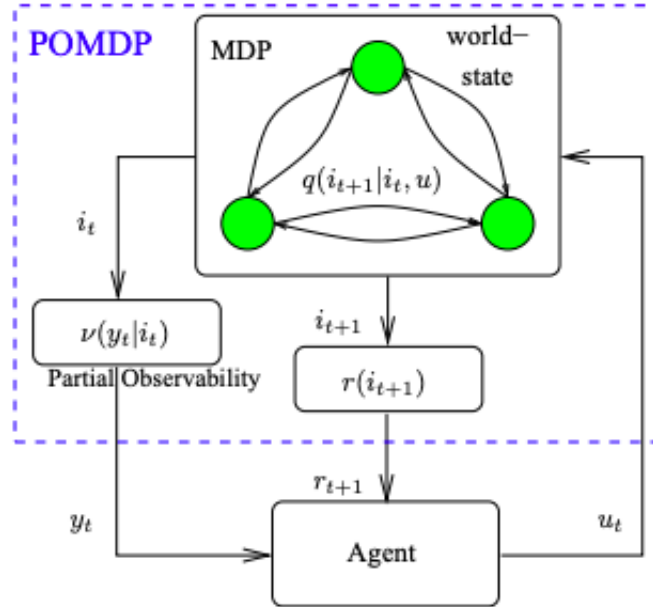 POMDP
MDP
world–
state
q(i_{t+1}|i_t, u)
i_t
ν(y_t|i_t)
Partial Observability
i_{t+1}
r(i_{t+1})
r_{t+1}
y_t
Agent
u_t